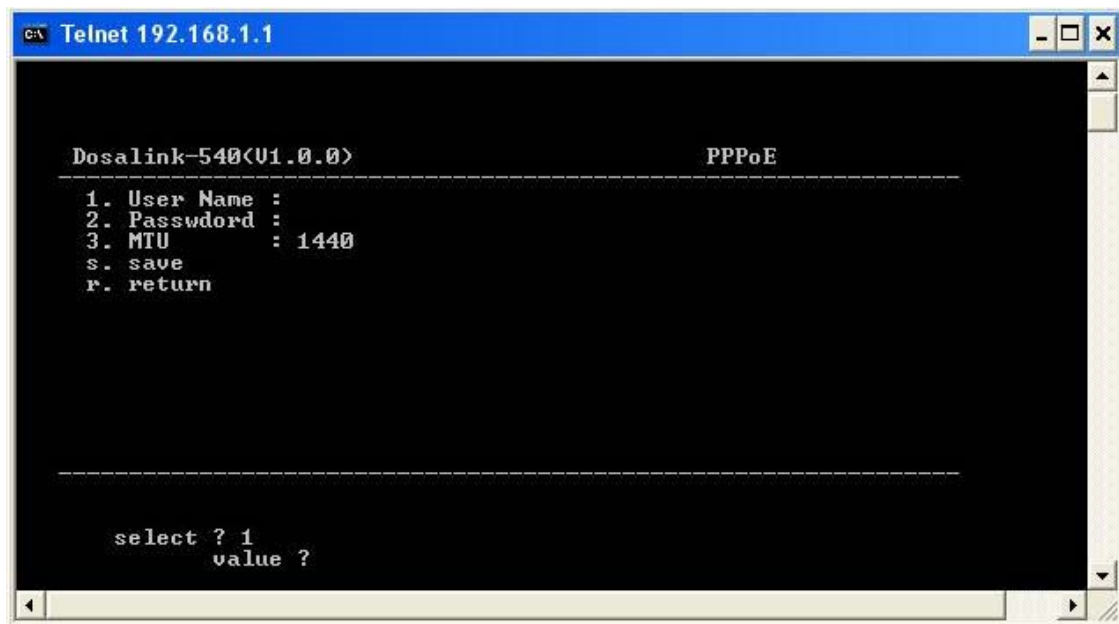 Telnet 192.168.1.1
Dosalink-540(V1.0.0) PPPoE
1. User Name :
2. Passwdord :
3. MTU : 1440
s. save
r. return
select ? 1
value ?